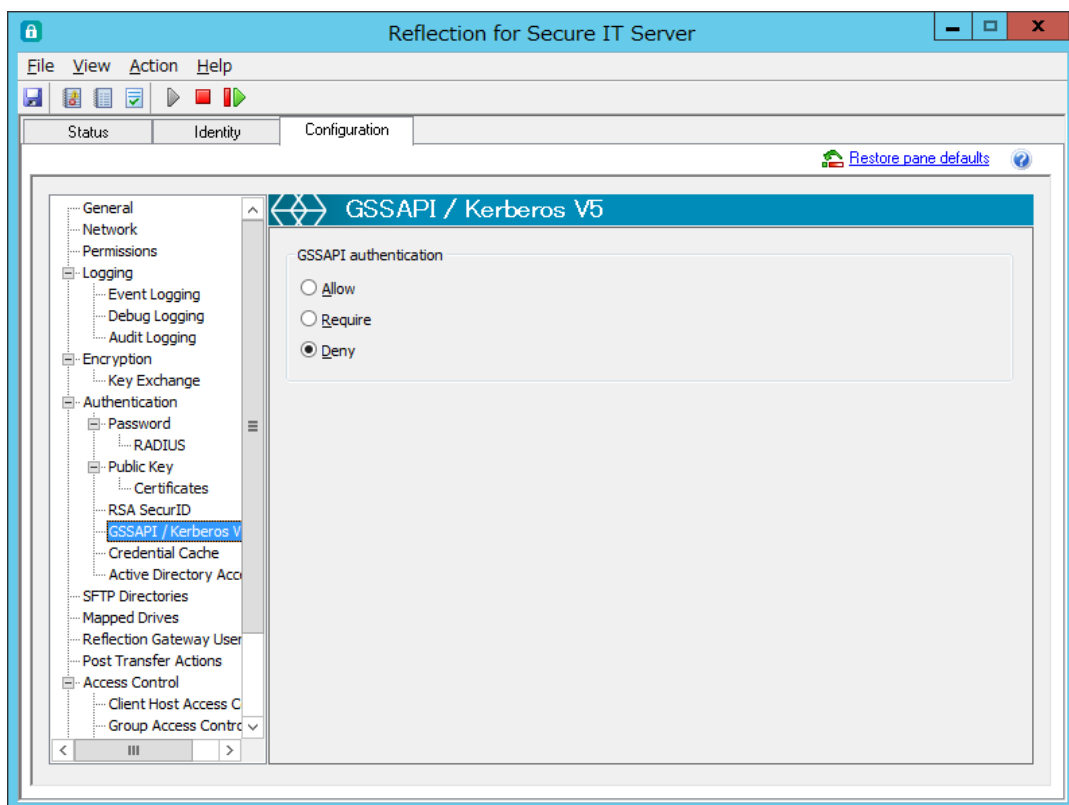 Reflection for Secure IT Server
File View Action Help
Status Identity Configuration
Restore pane defaults
General
Network
Permissions
Logging
Event Logging
Debug Logging
Audit Logging
Encryption
Key Exchange
Authentication
Password
RADIUS
Public Key
Certificates
RSA SecurID
GSSAPI / Kerberos V
Credential Cache
Active Directory Acc
SFTP Directories
Mapped Drives
Reflection Gateway User
Post Transfer Actions
Access Control
Client Host Access C
Group Access Contro
GSSAPI / Kerberos V5
GSSAPI authentication
Allow
Require
Deny